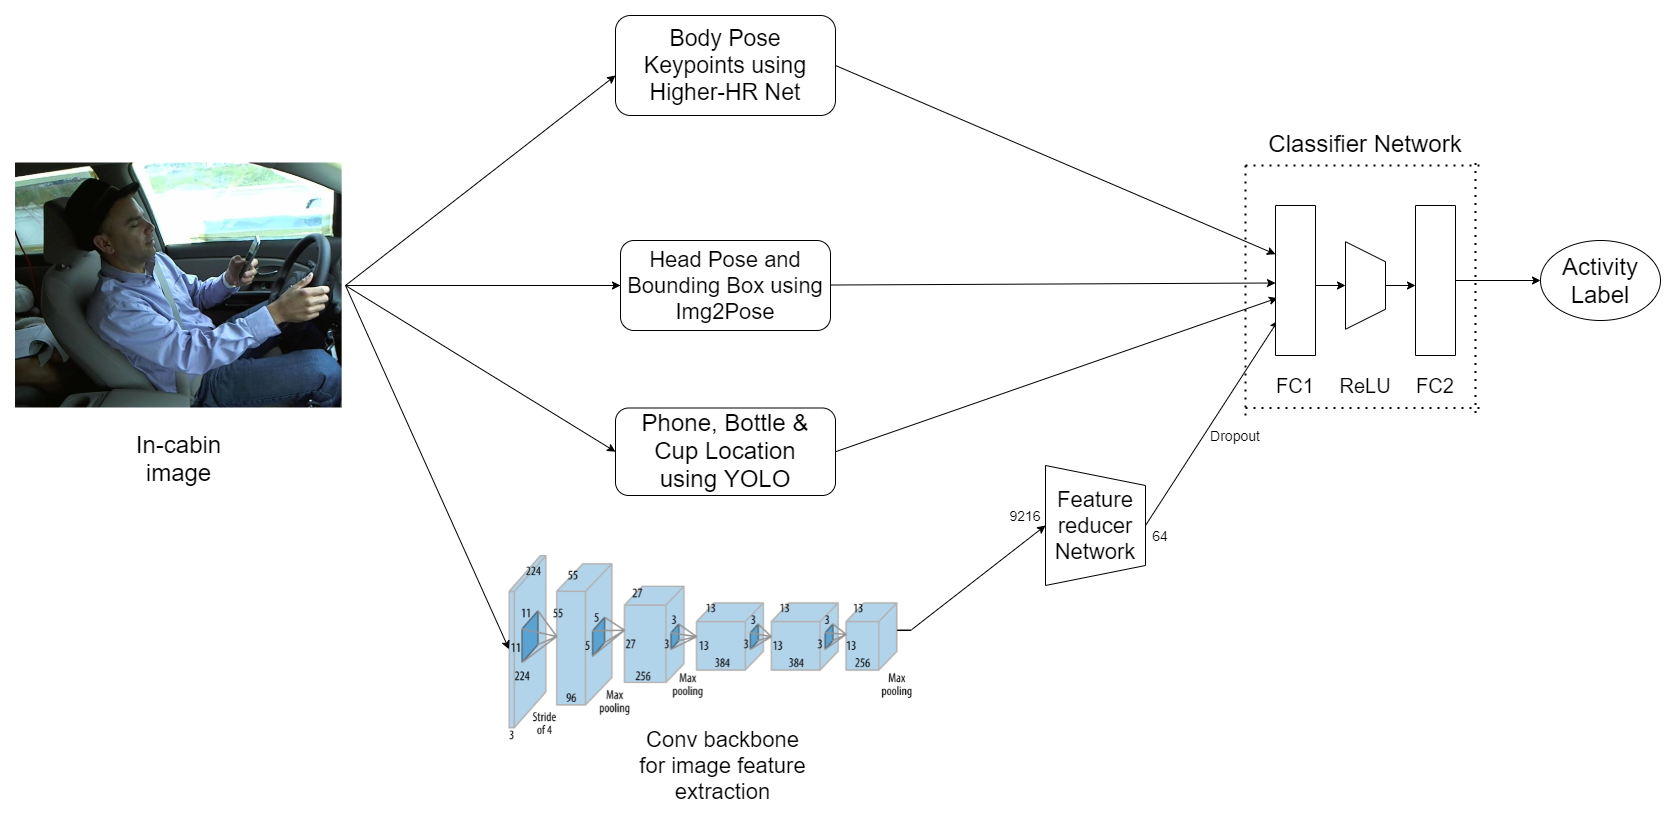 Body Pose
Keypoints using
Higher-HR Net
Classifier Network
Head Pose and
Bounding Box using
Img2Pose
Activity
Label
FC1
ReLU
FC2
Phone, Bottle &
Cup Location
using YOLO
In-cabin
image
Dropout
9216
Feature
reducer
Network
64
224
11
11
224
3
Stride
of 4
55
55
5
5
96
Max
pooling
27
27
3
3
256
Max
pooling
13
13
3
3
384
13
13
3
3
384
13
13
256
Max
pooling
Conv backbone
for image feature
extraction